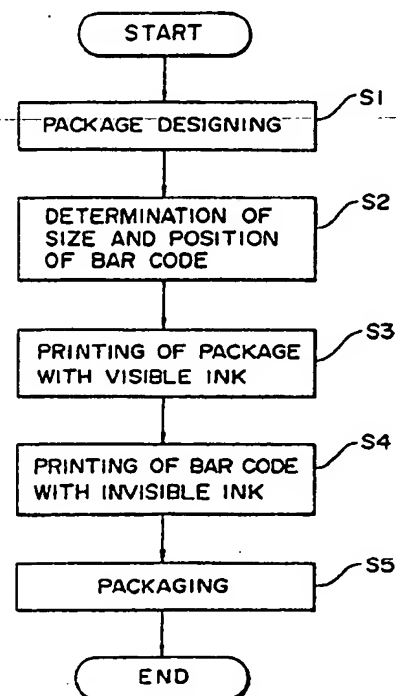 START
S1
PACKAGE DESIGNING
S2
DETERMINATION OF
SIZE AND POSITION
OF BAR CODE
S3
PRINTING OF PACKAGE
WITH VISIBLE INK
S4
PRINTING OF BAR CODE
WITH INVISIBLE INK
S5
PACKAGING
END